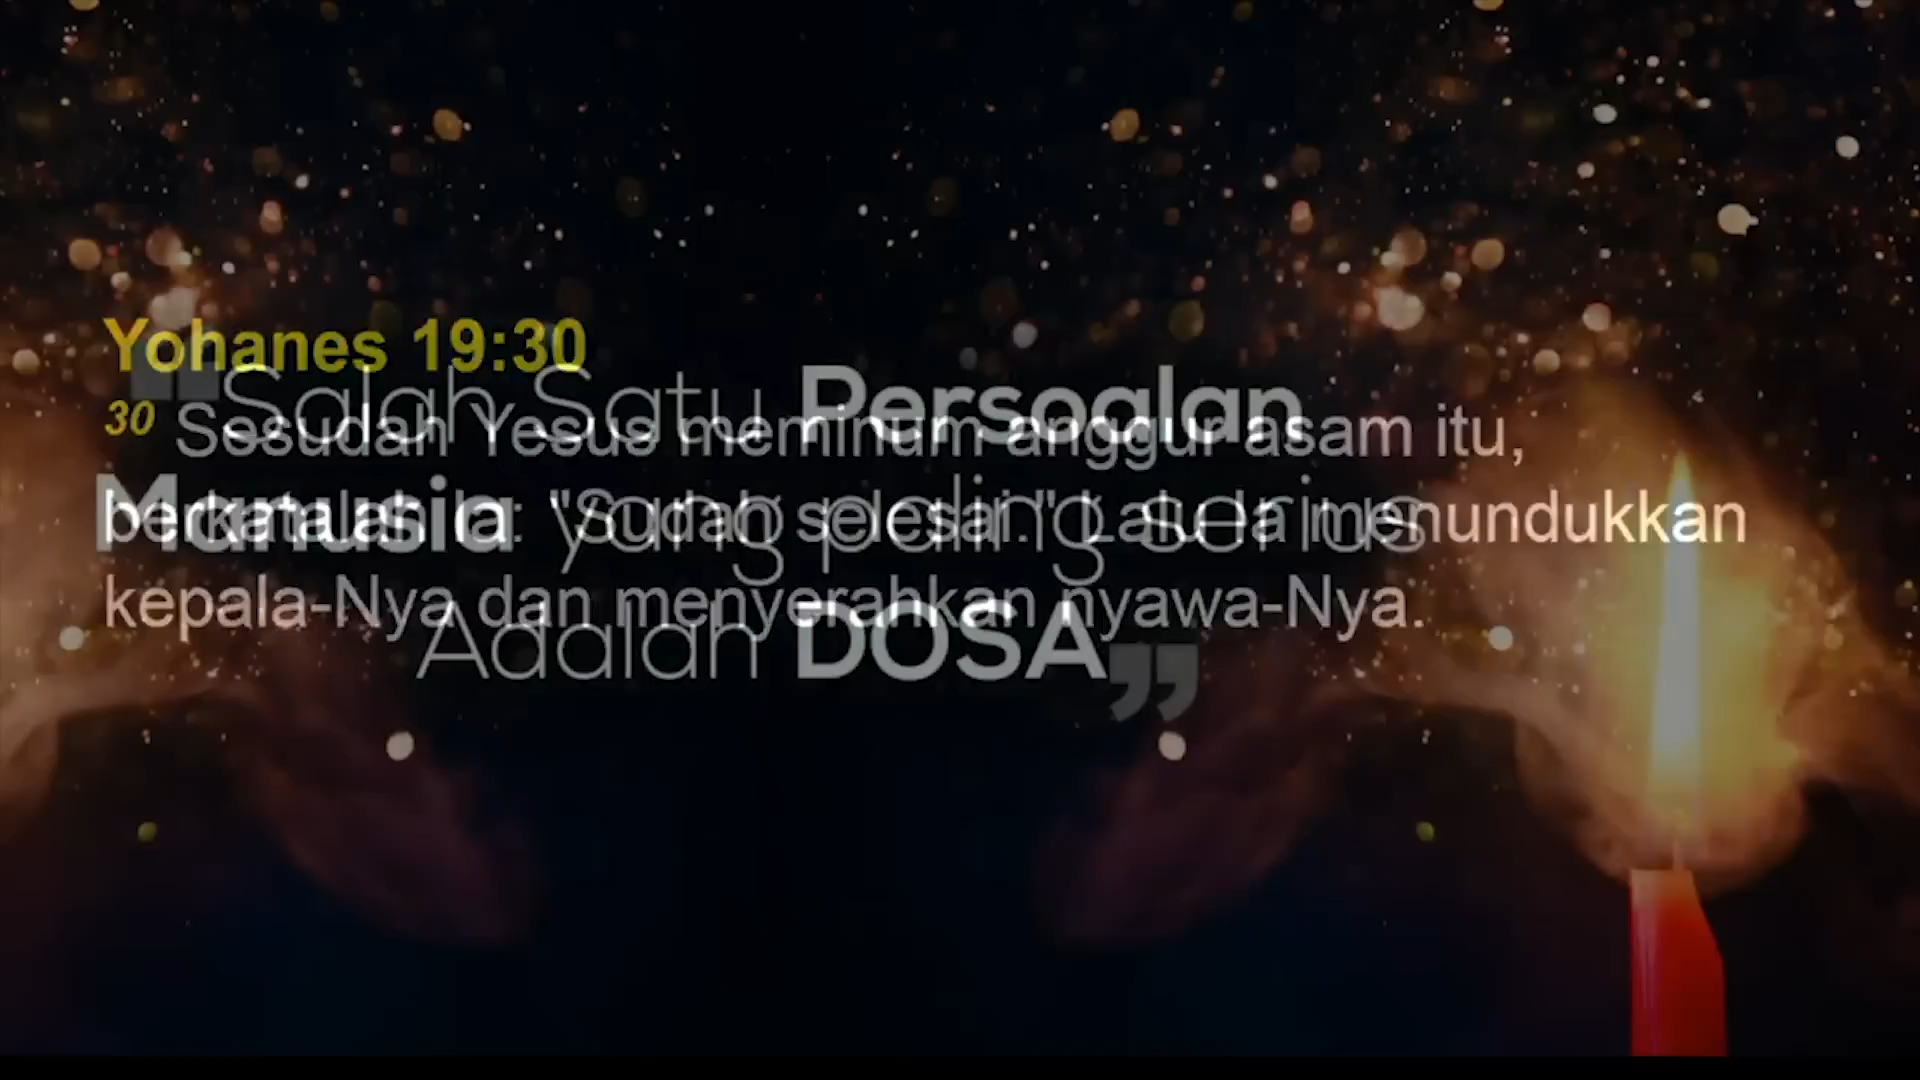 Yohanes 19:30
30 Sesudah Yesus meminum anggur asam itu,
berkatalah Ia: "Sudah selesai." Lalu Ia menundukkan
kepala-Nya dan menyerahkan nyawa-Nya.
“Salah Satu Persoalan
Manusia yang paling serius
Adalah DOSA”